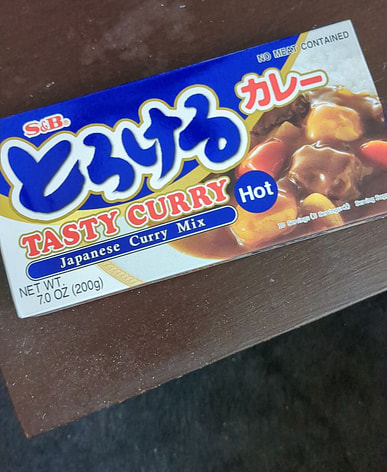 NO MEAT CONTAINED
S&B®
とろける
カレー
TASTY CURRY
Hot
Japanese Curry Mix
NET WT.
7.0 OZ (200g)